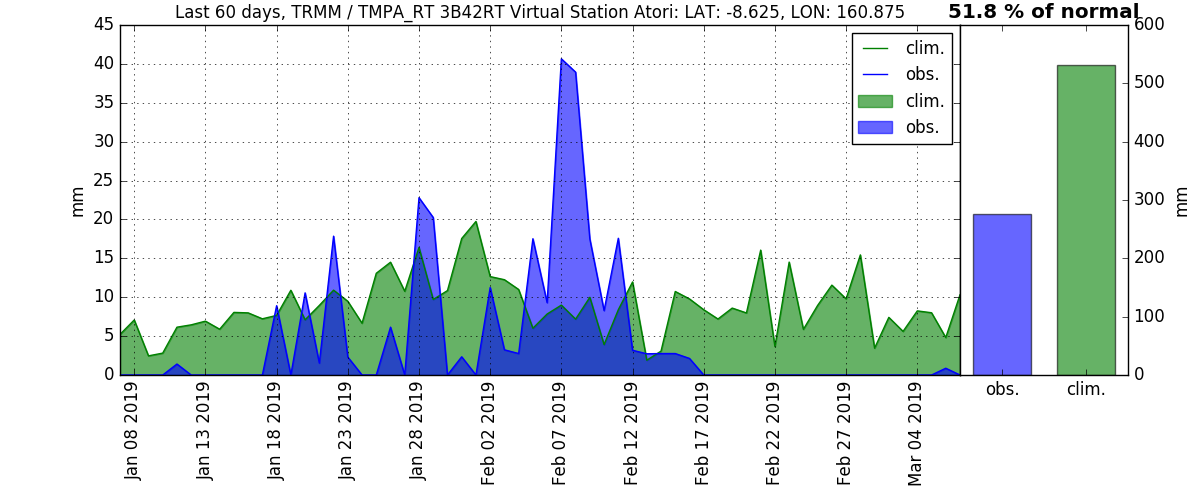 Last 60 days, TRMM / TMPA_RT 3B42RT Virtual Station Atori: LAT: -8.625, LON: 160.875
51.8 % of normal
mm
45
40
35
30
25
20
15
10
5
0
clim.
obs.
clim.
obs.
Jan 08 2019
Jan 13 2019
Jan 18 2019
Jan 23 2019
Jan 28 2019
Feb 02 2019
Feb 07 2019
Feb 12 2019
Feb 17 2019
Feb 22 2019
Feb 27 2019
Mar 04 2019
obs.
clim.
600
500
400
300
200
100
0
mm